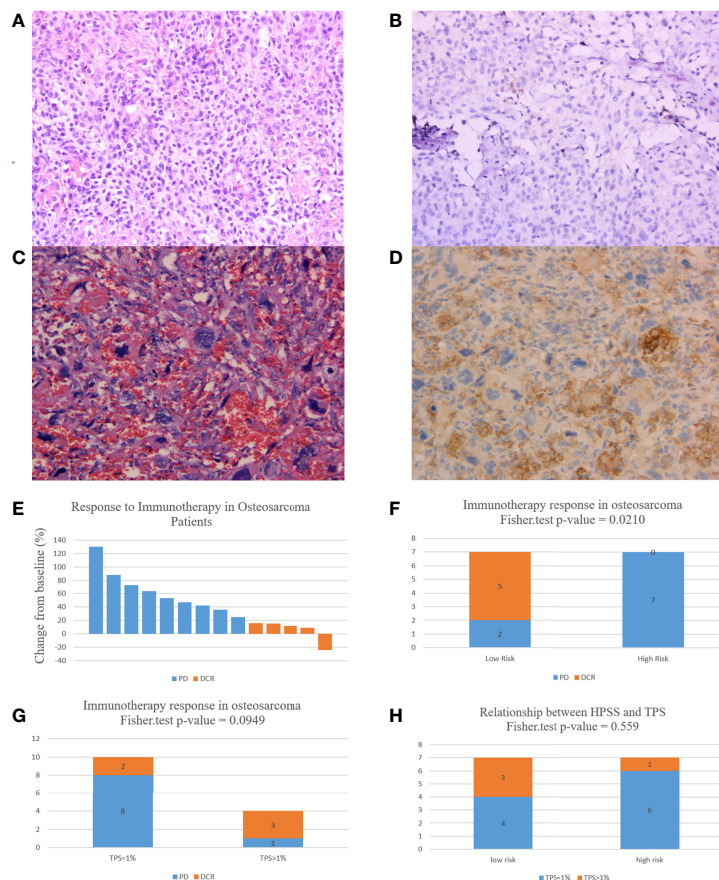 A
B
C
D
E
Response to Immunotherapy in Osteosarcoma
Patients
Change from baseline (%)
140
120
100
80
60
40
20
0
-20
-40
PD DCR
F
Immunotherapy response in osteosarcoma
Fisher.test p-value = 0.0210
8
7
6
5
4
3
2
1
0
5
2
0
7
Low Risk High Risk
PD DCR
G
Immunotherapy response in osteosarcoma
Fisher.test p-value = 0.0949
12
10
8
6
4
2
0
2
8
3
1
TPS=1% TPS>1%
PD DCR
H
Relationship between HPSS and TPS
Fisher.test p-value = 0.559
8
7
6
5
4
3
2
1
0
3
4
1
6
low risk high risk
TPS=1% TPS>1%